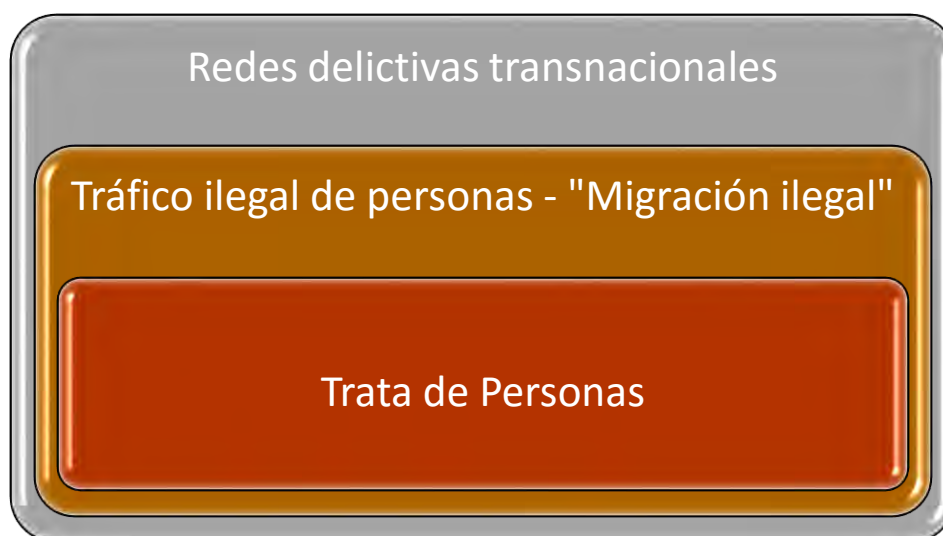 Redes delictivas transnacionales
Tráfico ilegal de personas - "Migración ilegal"
Trata de Personas